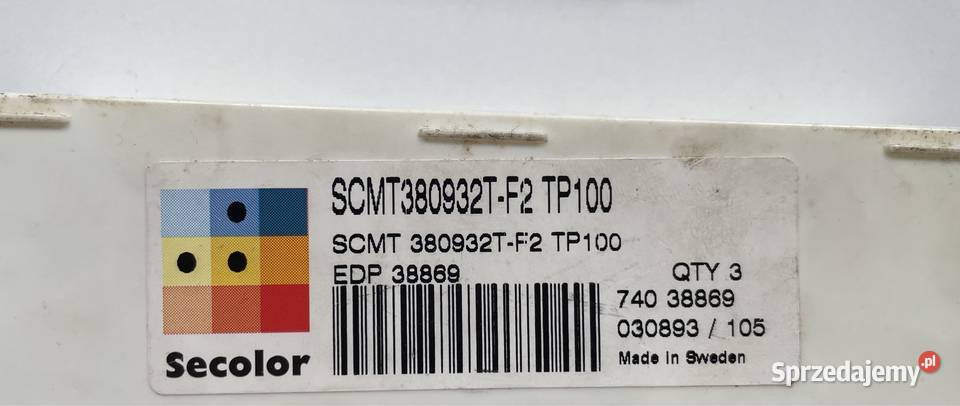 SCMT380932T-F2 TP100
SCMT 380932T-F2 TP100
EDP 38869
QTY 3
740 38869
030893 / 105
Made In Sweden
Secolor
Sprzedajemy.pl